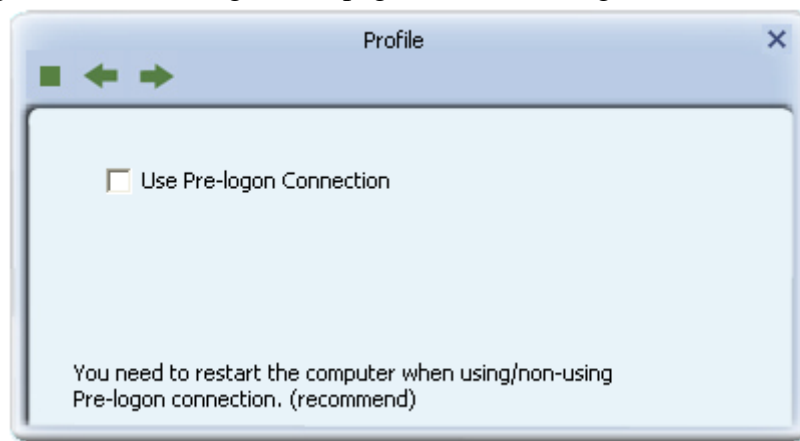 Profile
Use Pre-logon Connection
You need to restart the computer when using/non-using
Pre-logon connection. (recommend)